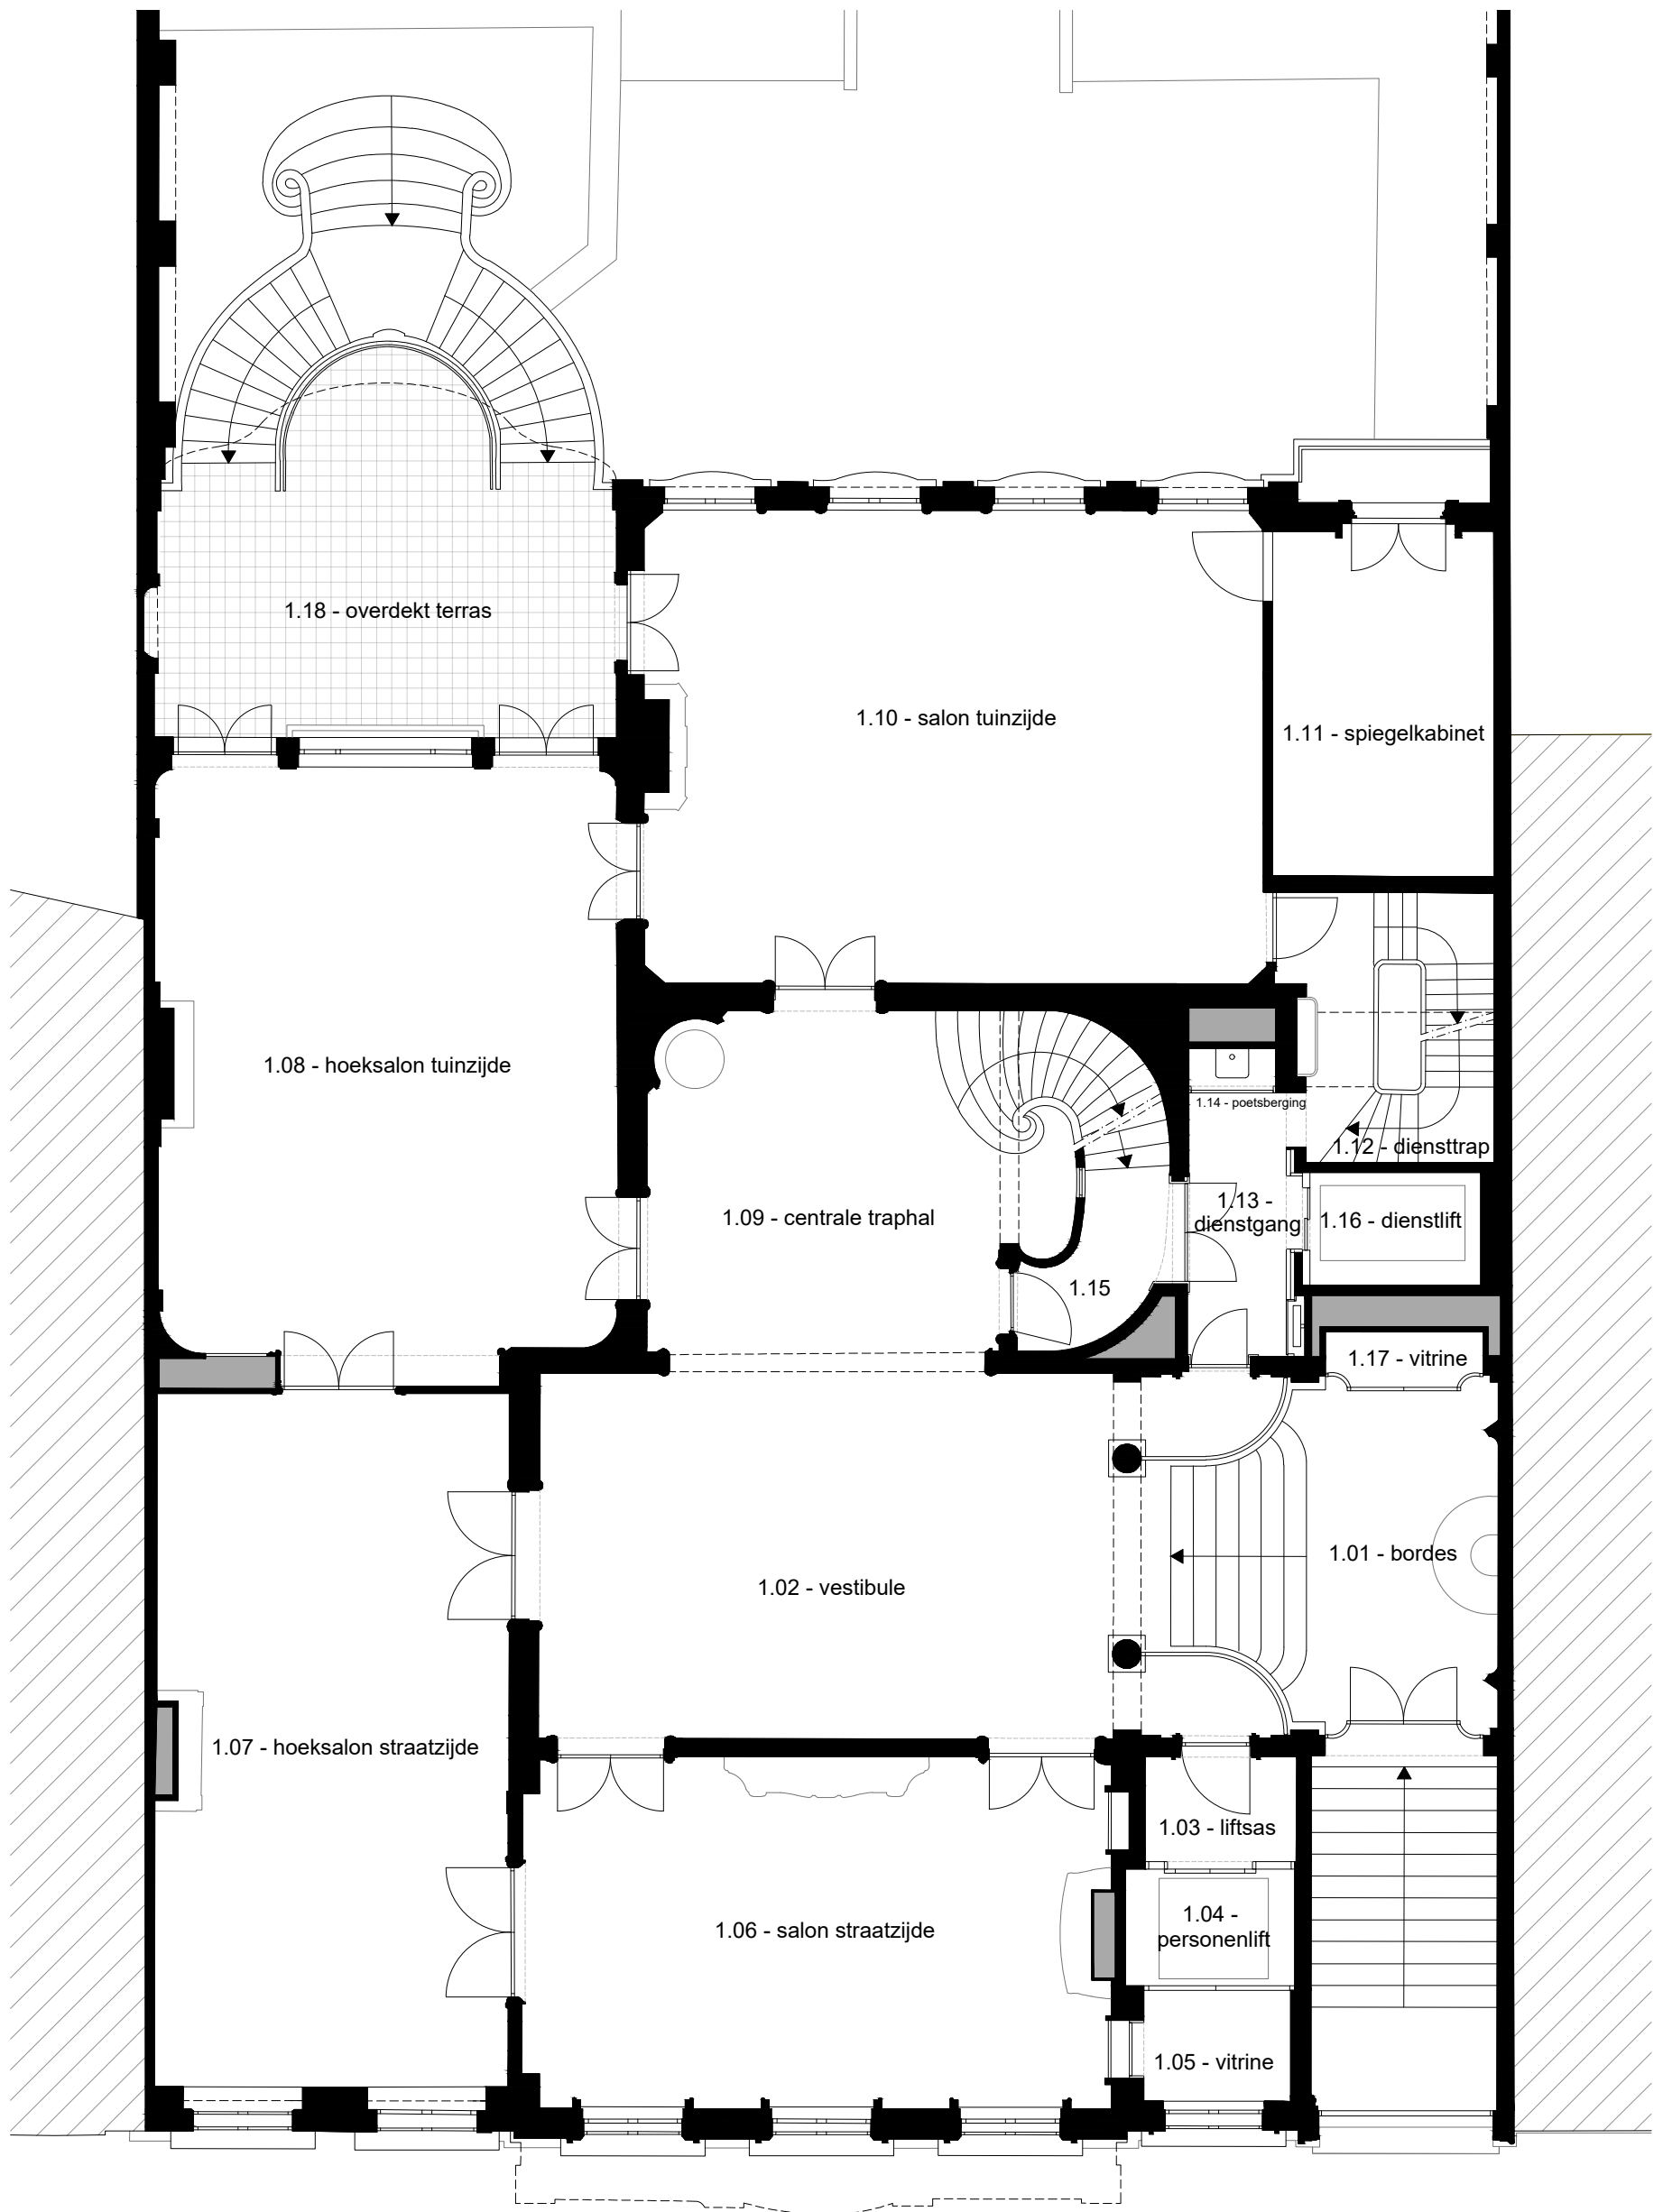 1.18 - overdekt terras
1.10 - salon tuinzijde
1.11 - spiegelkabinet
1.08 - hoeksalon tuinzijde
1.14 - poetsberging
1.12 - diensttrap
1.09 - centrale traphal
1.13 -
dienstgang
1.16 - dienstlift
1.15
1.17 - vitrine
1.01 - bordes
1.02 - vestibule
1.07 - hoeksalon straatzijde
1.03 - liftsas
1.06 - salon straatzijde
1.04 -
personenlift
1.05 - vitrine